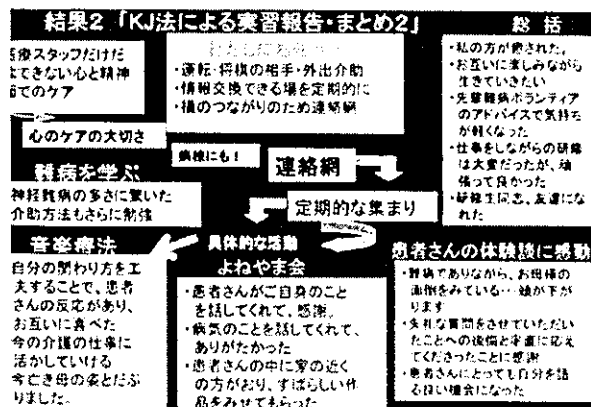 結果2 「KJ法による実習報告・まとめ2」
療スタッフだけだ
できない心と精神
でのケア
心のケアの大切さ
難病を学ぶ
神経難病の多さに驚いた
介助方法もさらに勉強
音楽療法
自分の関わり方を工
夫することで、患者
さんの反応があり、
お互いに喜べた
今の介護の仕事に
活かしていける
今亡き母の姿とだぶ
りました。
・運転・将棋の相手・外出介助
・情報交換できる場を定期的に
・横のつながりのため連絡網
病棟にも！
連絡網
定期的な集まり
具体的な活動
よねやま会
・患者さんがご自身のこと
を話してくれて、感謝。
・病気のことを話してくれて、
ありがたかった
・患者さんの中に家の近く
の方がおり、すばらしい作
品をみせてもらった
総 括
・私の方が癒された。
・お互いに楽しみながら
生きていきたい
・先輩難病ボランティア
のアドバイスで気持ち
が軽くなった
・仕事をしながらの研修
は大変だったが、頑
張って良かった
・研修生同志、友達にな
れた
患者さんの体験談に感動
・難病でありながら、お母様の
面倒をみている…頭が下が
ります
・失礼な質問をさせていただい
たことへの後悔と率直に応え
てくださったことに感謝
・患者さんにとっても自分を語
る良い機会になった